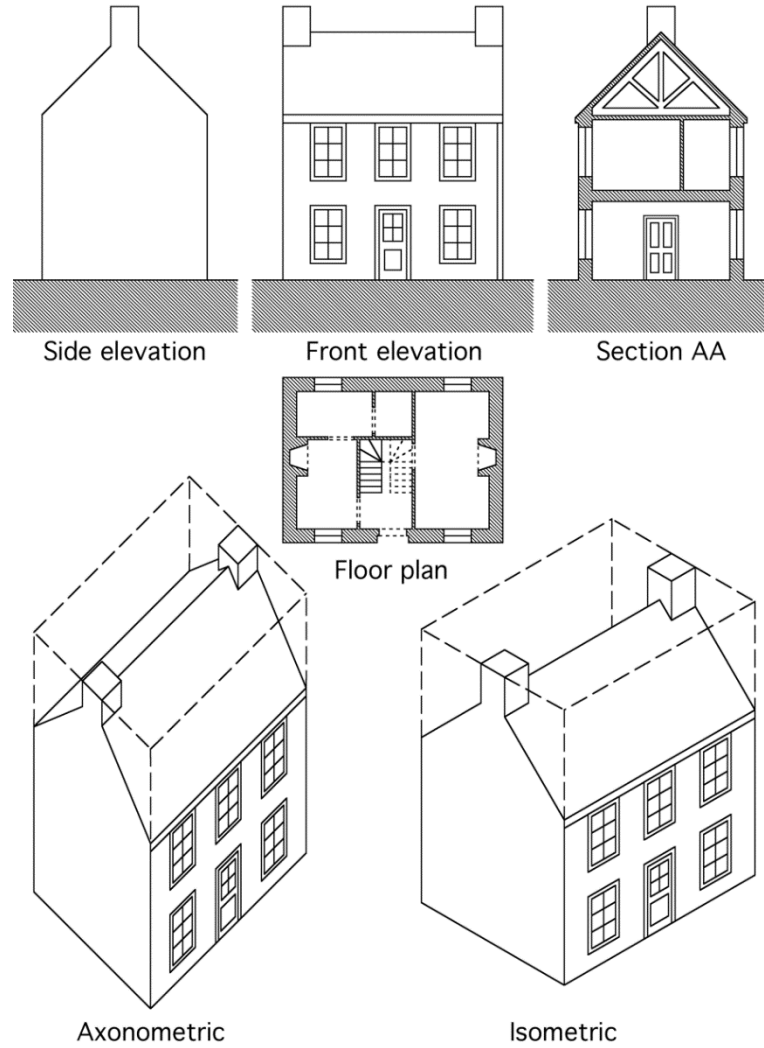 Side elevation
Front elevation
Section AA
Floor plan
Axonometric
Isometric